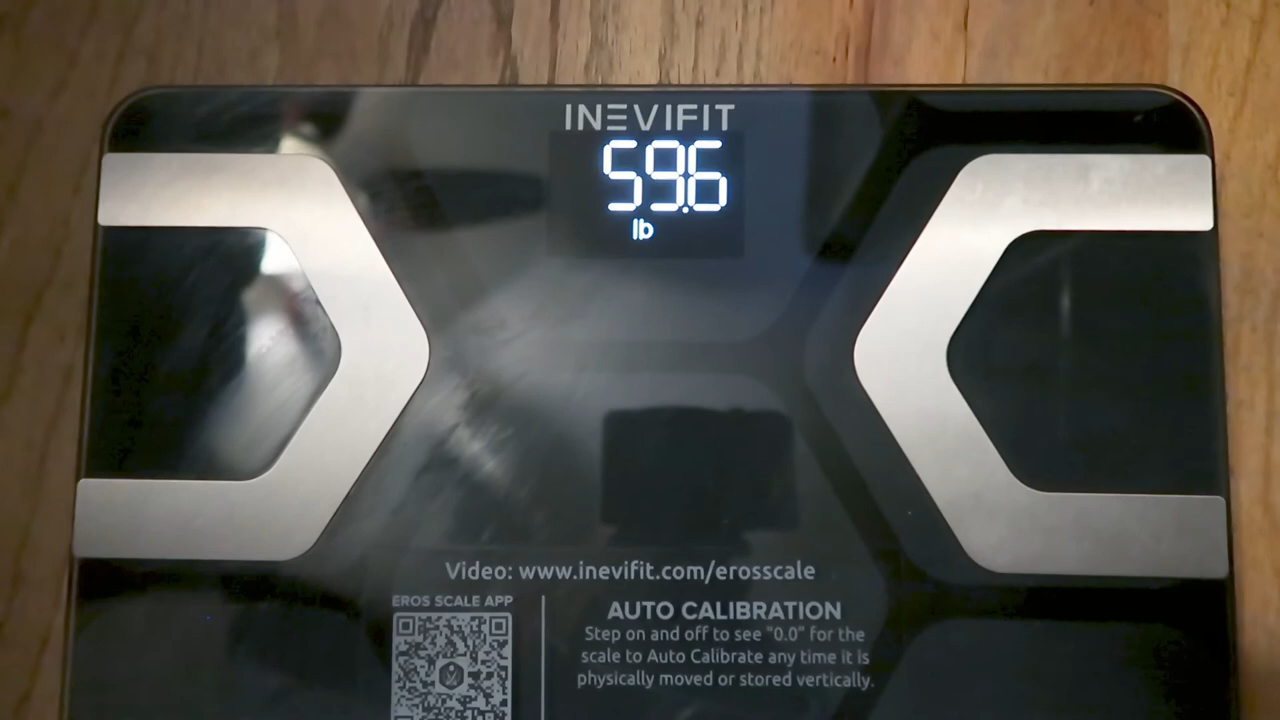 INEVIFIT
59.6
lb
Video: www.inevifit.com/erosscale
EROS SCALE APP
AUTO CALIBRATION
Step on and off to see "0.0" for the
scale to Auto Calibrate any time it is
physically moved or stored vertically.